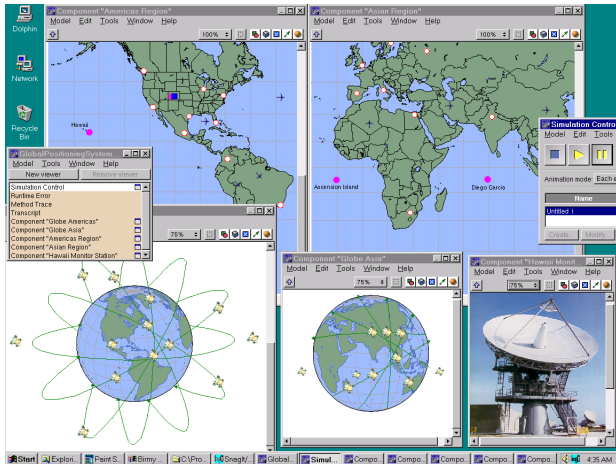 Dolphin
Network
Recycle
Bin
Component "Americas Region"
Model Edit Tools Window Help
100%
Hawaii
Component "Asian Region"
Model Edit Tools Window Help
100%
Ascension Island
Diego Garcia
Simulation Contro
Model Edit Tools
Animation mode: Each e
Name
Untitled 1
Create... Modify...
GlobalPositioningSystem
Model Tools Window Help
New viewer Remove viewer
Simulation Control
Runtime Error
Method Trace
Transcript
Component "Globe Americas"
Component "Globe Asia"
Component "Americas Region"
Component "Asian Region"
Component "Hawaii Monitor Station"
Window Help
75%
Component "Globe Asia"
Model Edit Tools Window Help
75%
Component "Hawaii Monit...
Model Edit Tools Window Help
75%
Start Explori... Paint S... Birmy ... C:\Pro... SnagIt/... Global... Simul... Compo... Compo... Compo... Compo... Compo... 4:35 AM